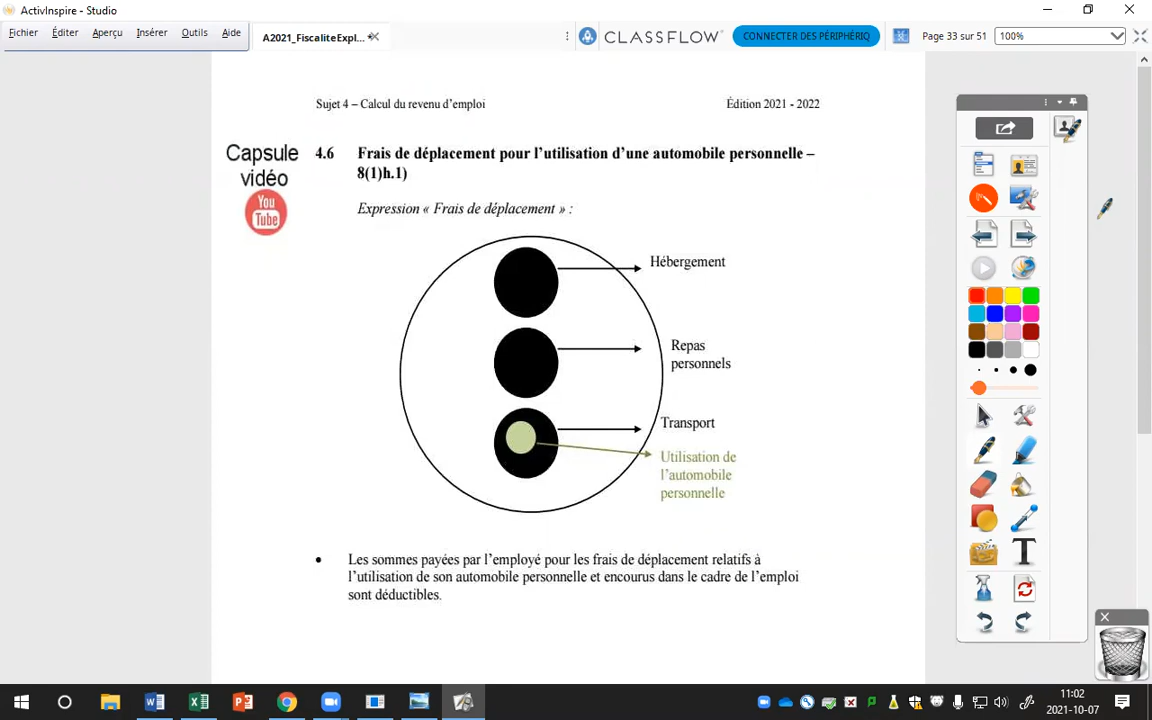 ActivInspire - Studio
Fichier Éditer Aperçu Insérer Outils Aide
A2021_FiscaliteExpl...
CLASSFLOW
CONNECTER DES PÉRIPHÉRIQ
Page 33 sur 51
100%
Sujet 4 – Calcul du revenu d'emploi
Édition 2021 - 2022
Capsule
vidéo
You
Tube
4.6 Frais de déplacement pour l'utilisation d'une automobile personnelle –
8(1)h.1)
Expression « Frais de déplacement » :
Hébergement
Repas
personnels
Transport
Utilisation de
l'automobile
personnelle
• Les sommes payées par l'employé pour les frais de déplacement relatifs à
l'utilisation de son automobile personnelle et encourus dans le cadre de l'emploi
sont déductibles.
11:02
2021-10-07